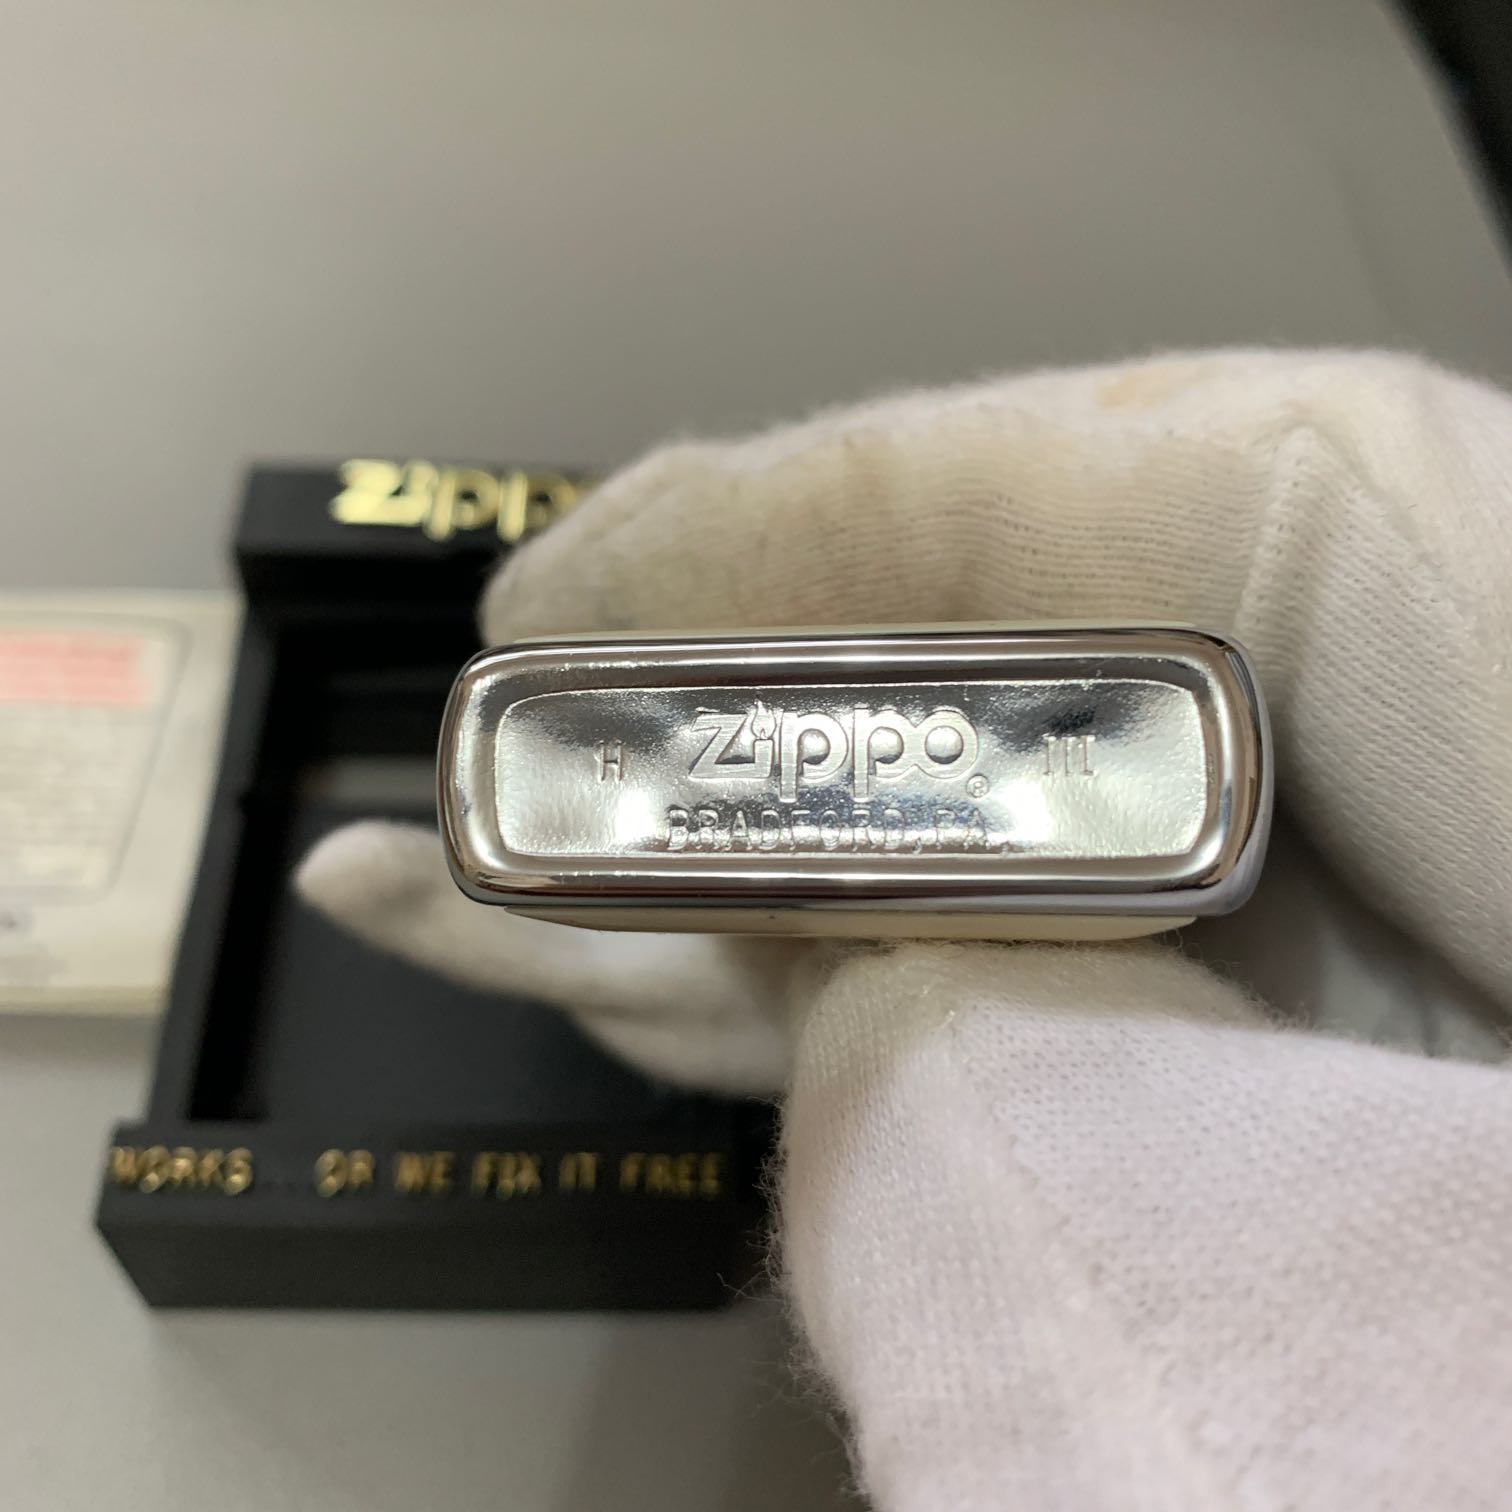 zippo
H zippo ® III
BRADFORD, PA.
WORKS OR WE FIX IT FREE